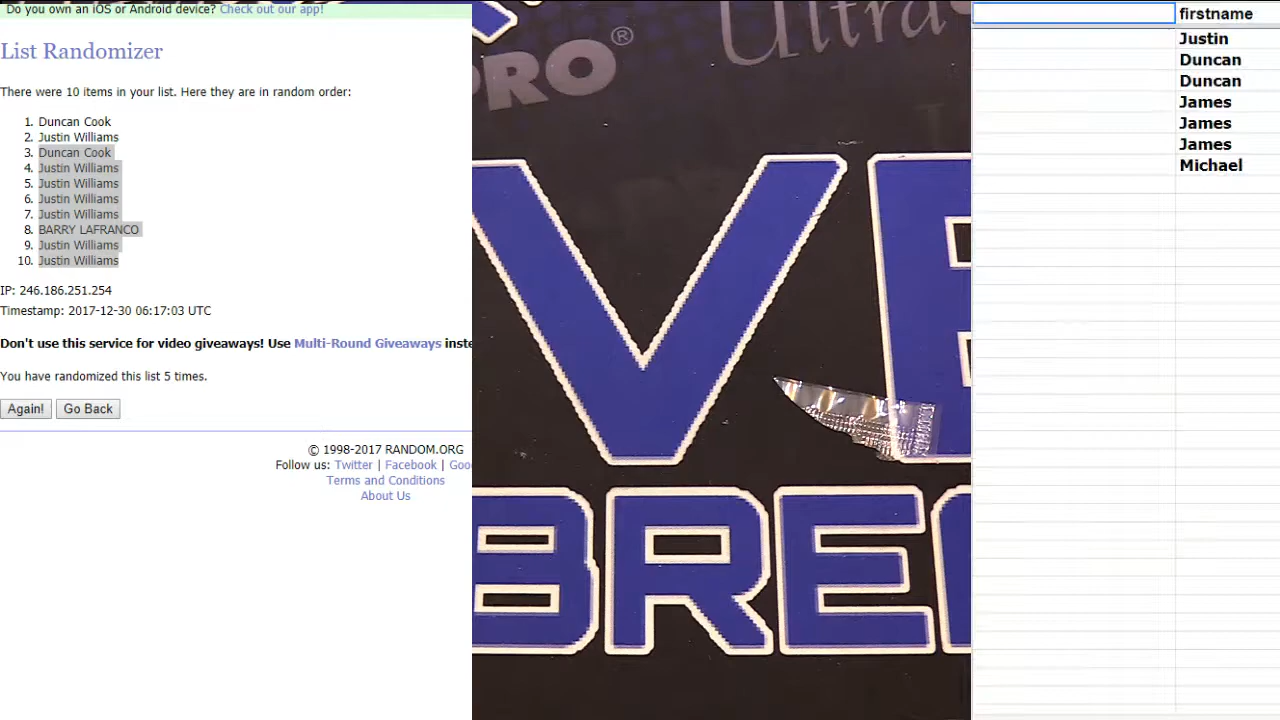 Do you own an iOS or Android device? Check out our app!
List Randomizer
There were 10 items in your list. Here they are in random order:
1. Duncan Cook
2. Justin Williams
3. Duncan Cook
4. Justin Williams
5. Justin Williams
6. Justin Williams
7. Justin Williams
8. BARRY LAFRANCO
9. Justin Williams
10. Justin Williams
IP: 246.186.251.254
Timestamp: 2017-12-30 06:17:03 UTC
Don't use this service for video giveaways! Use Multi-Round Giveaways inste
You have randomized this list 5 times.
Again! Go Back
© 1998-2017 RANDOM.ORG
Follow us: Twitter | Facebook | Goo
Terms and Conditions
About Us
Ultra
PRO®
V
BRE
firstname
Justin
Duncan
Duncan
James
James
James
Michael